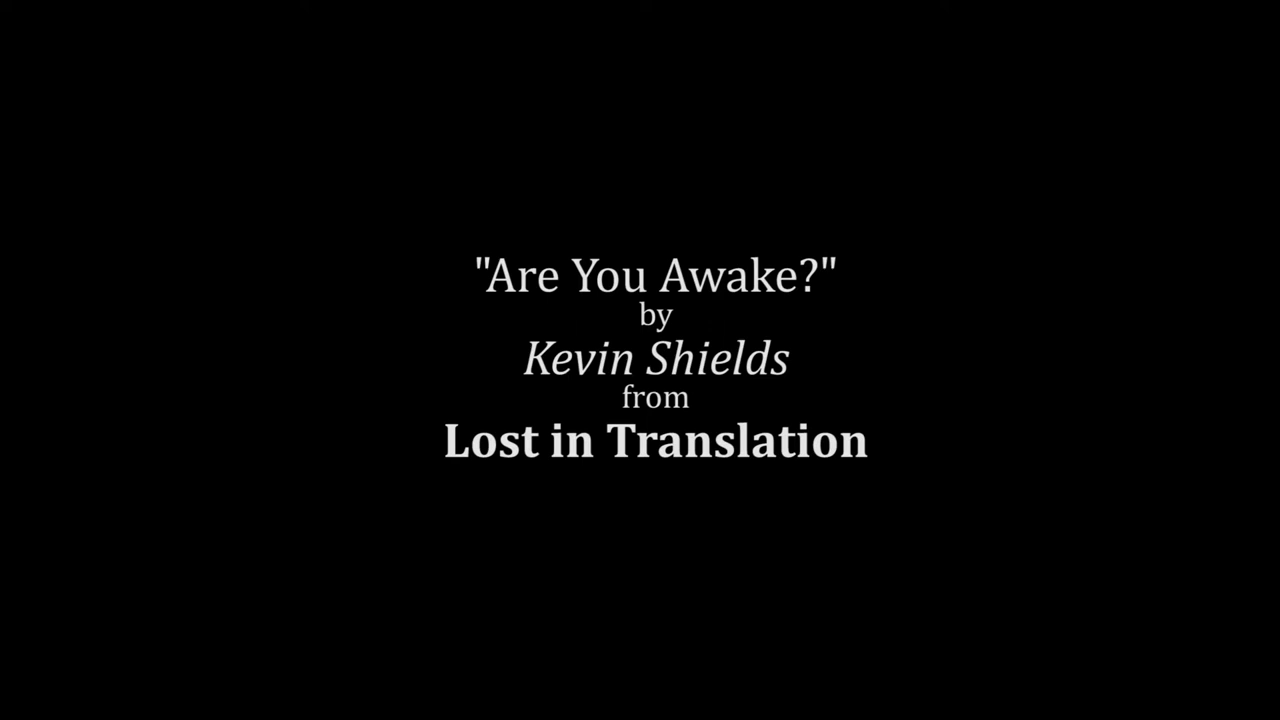 "Are You Awake?"
by
Kevin Shields
from
Lost in Translation